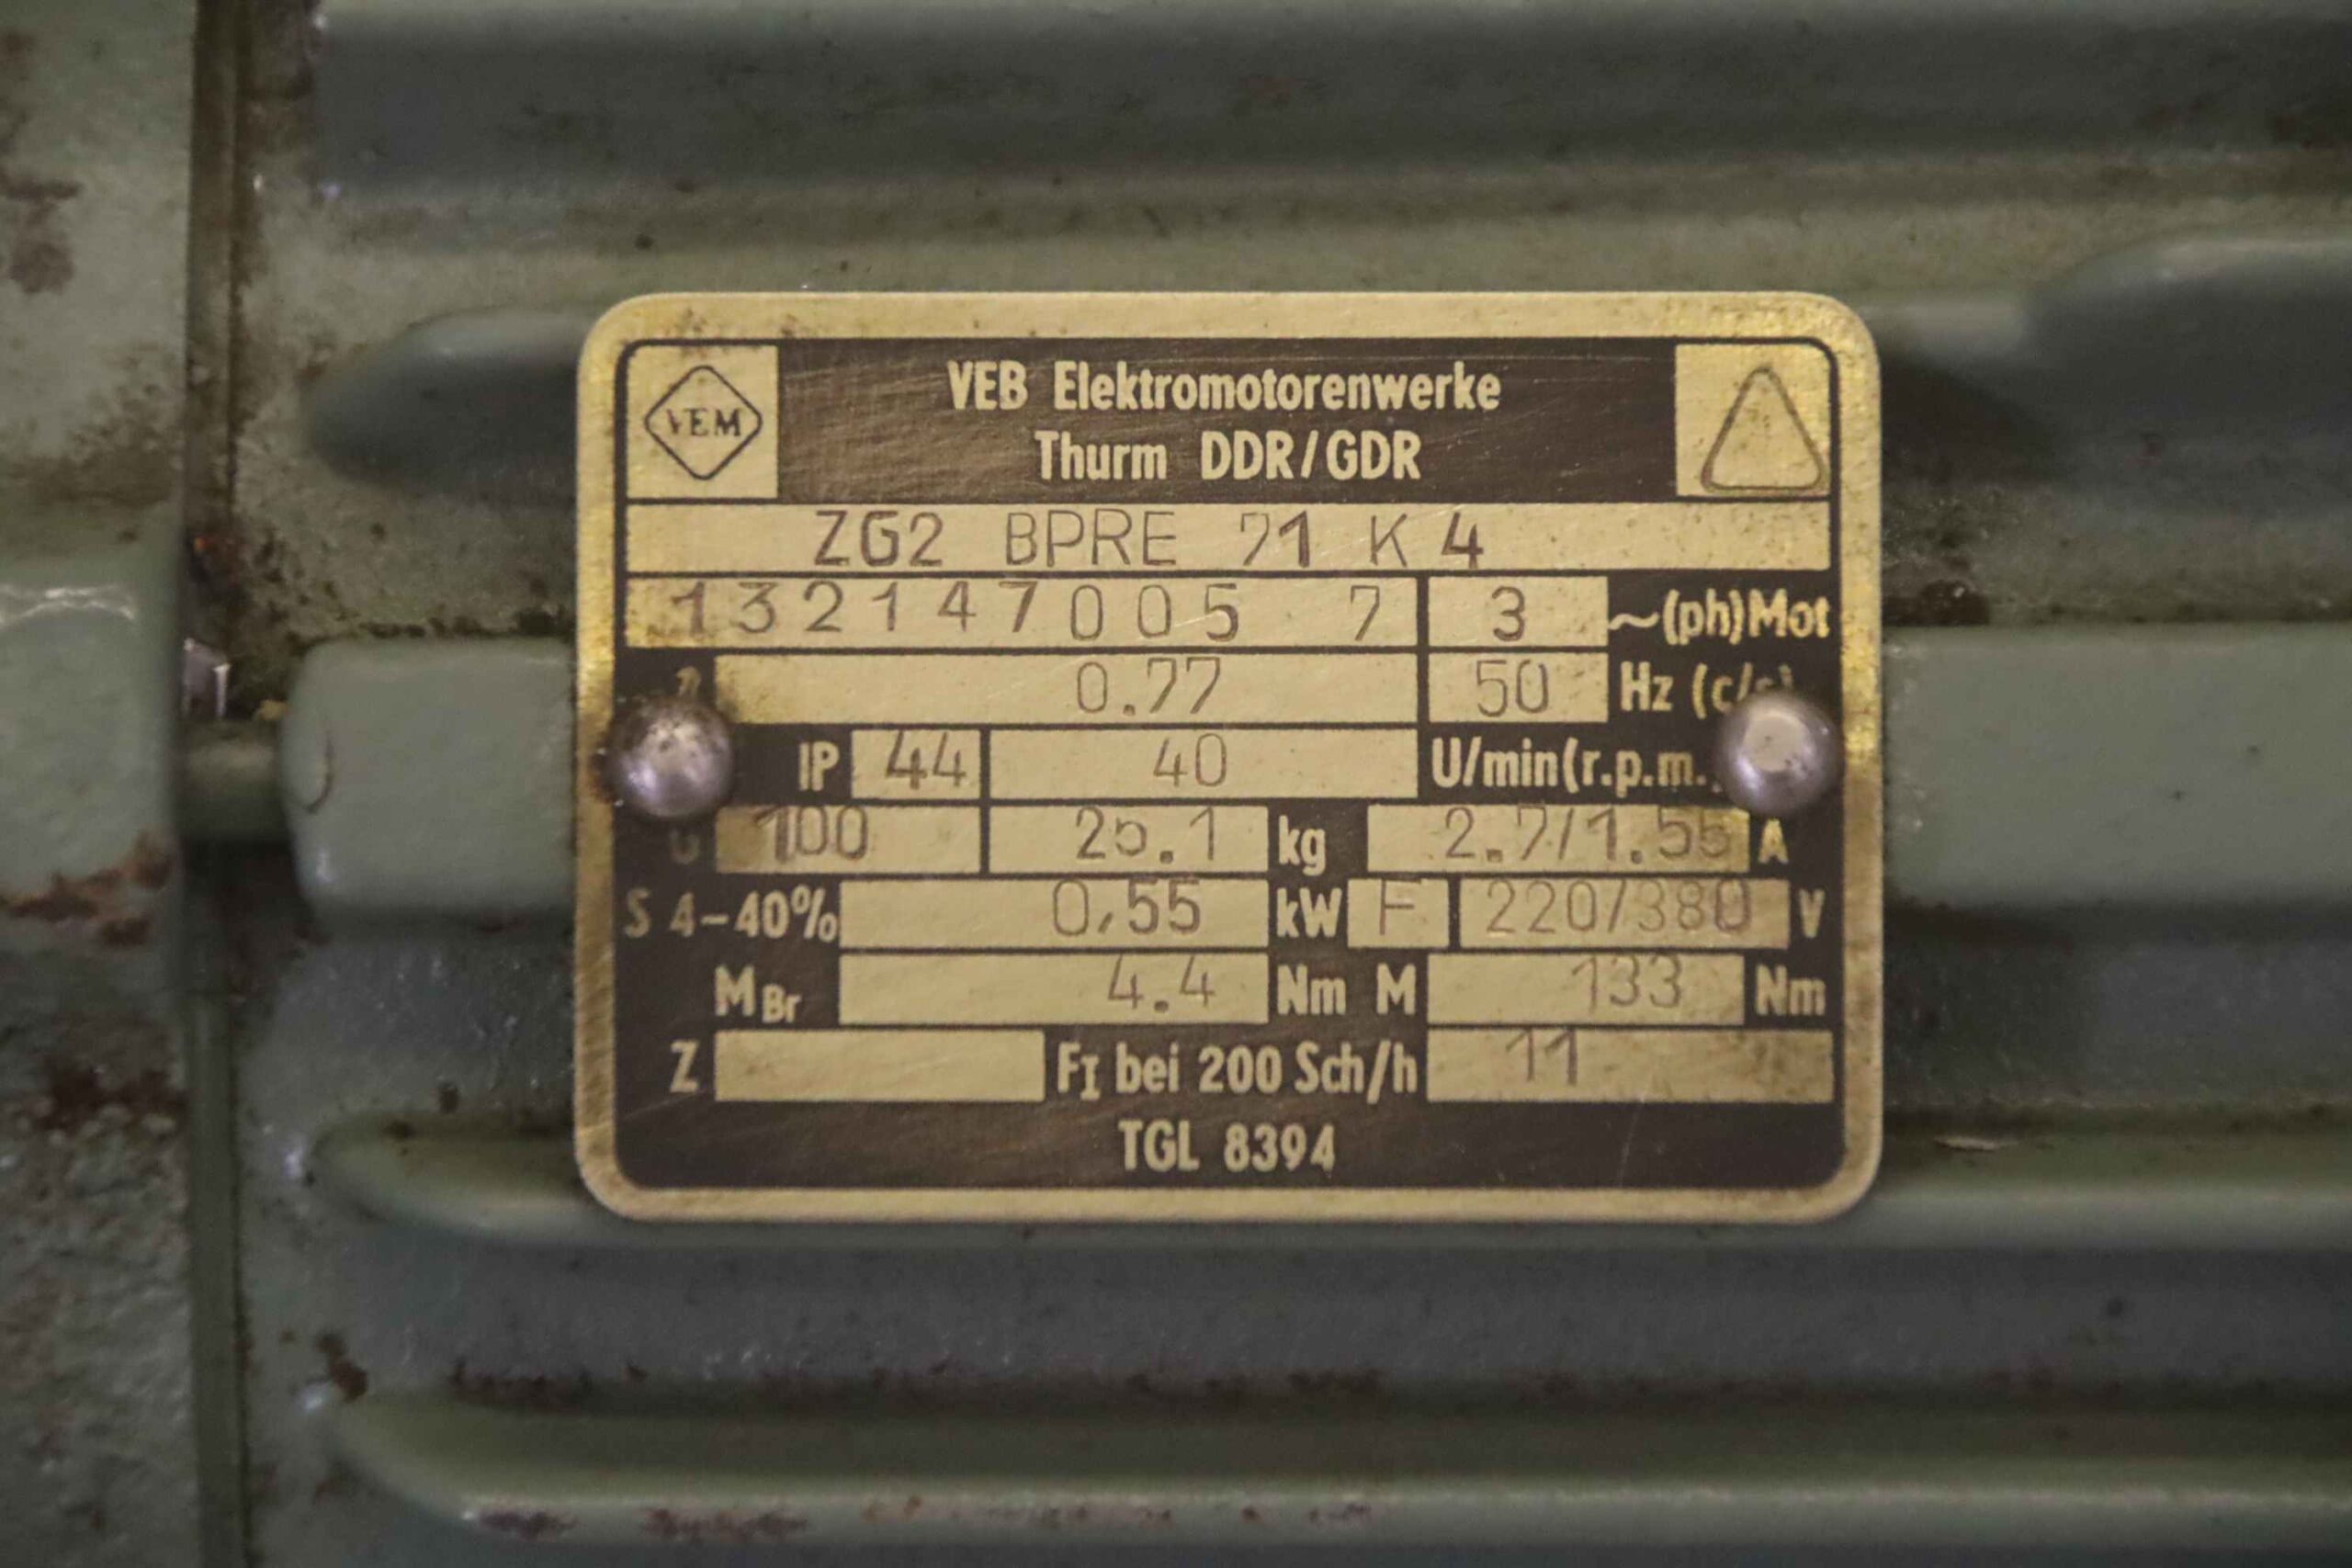 VEM
VEB Elektromotorenwerke
Thurm DDR/GDR
ZG2 BPRE 71 K 4
132147005 7 3 ~(ph)Mot
0.77 50 Hz (c/s)
IP 44 40 U/min(r.p.m.)
G 100 25.1 kg 2.7/1.55 A
S 4-40% 0,55 kW F 220/380 V
MBr 4.4 Nm M 133 Nm
Z FI bei 200 Sch/h 11
TGL 8394